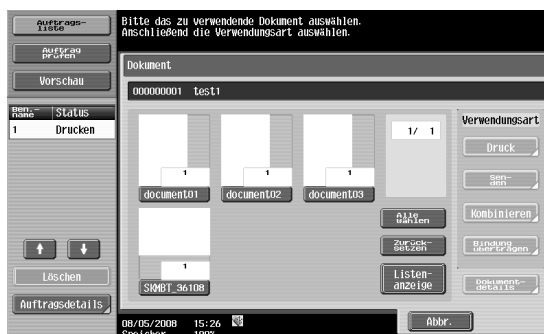 Auftrags-
liste
Auftrag
prüfen
Vorschau
Ben.-
name
Status
1
Drucken
Löschen
Auftragsdetails
Bitte das zu verwendende Dokument auswählen.
Anschließend die Verwendungsart auswählen.
Dokument
000000001 test1
1
document01
1
document02
1
document03
1
SKMBT_36108
1/ 1
Alle
wählen
Zurück-
setzen
Listen-
anzeige
Verwendungsart
Druck
Sen-
den
Kombinieren
Bindung
übertragen
Dokument-
details
08/05/2008 15:26
Speicher 100%
Abbr.